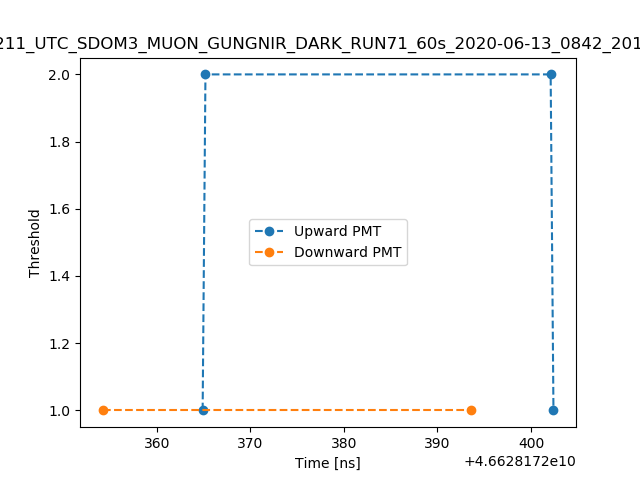 211_UTC_SDOM3_MUON_GUNGNIR_DARK_RUN71_60s_2020-06-13_0842_201
2.0
1.8
1.6
1.4
1.2
1.0
Threshold
Upward PMT
Downward PMT
360 370 380 390 400
Time [ns]
+4.6628172e10